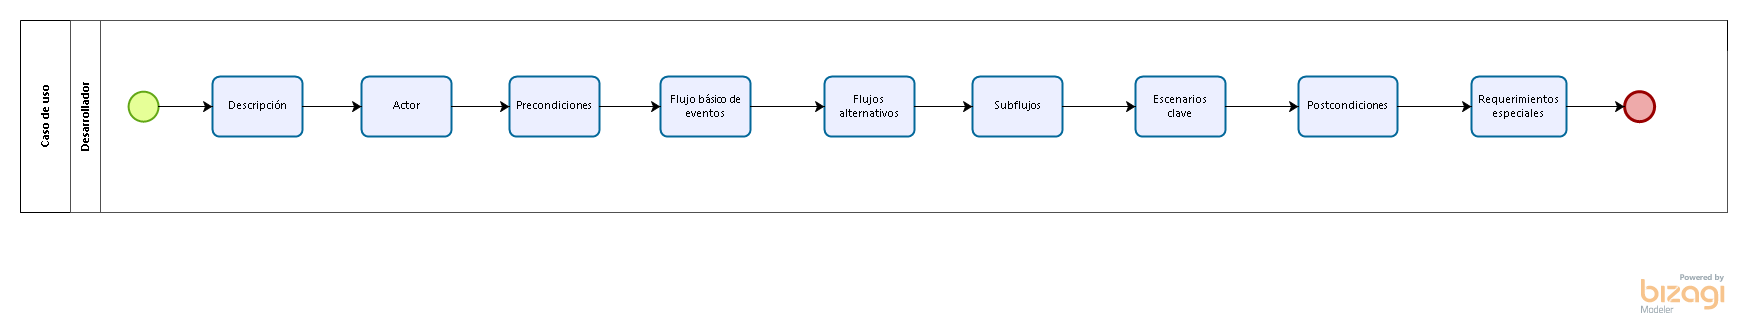 Caso de uso
Desarrollador
Descripción
Actor
Precondiciones
Flujo básico de
eventos
Flujos
alternativos
Subflujos
Escenarios
clave
Postcondiciones
Requerimientos
especiales
Powered by
bizagi
Modeler